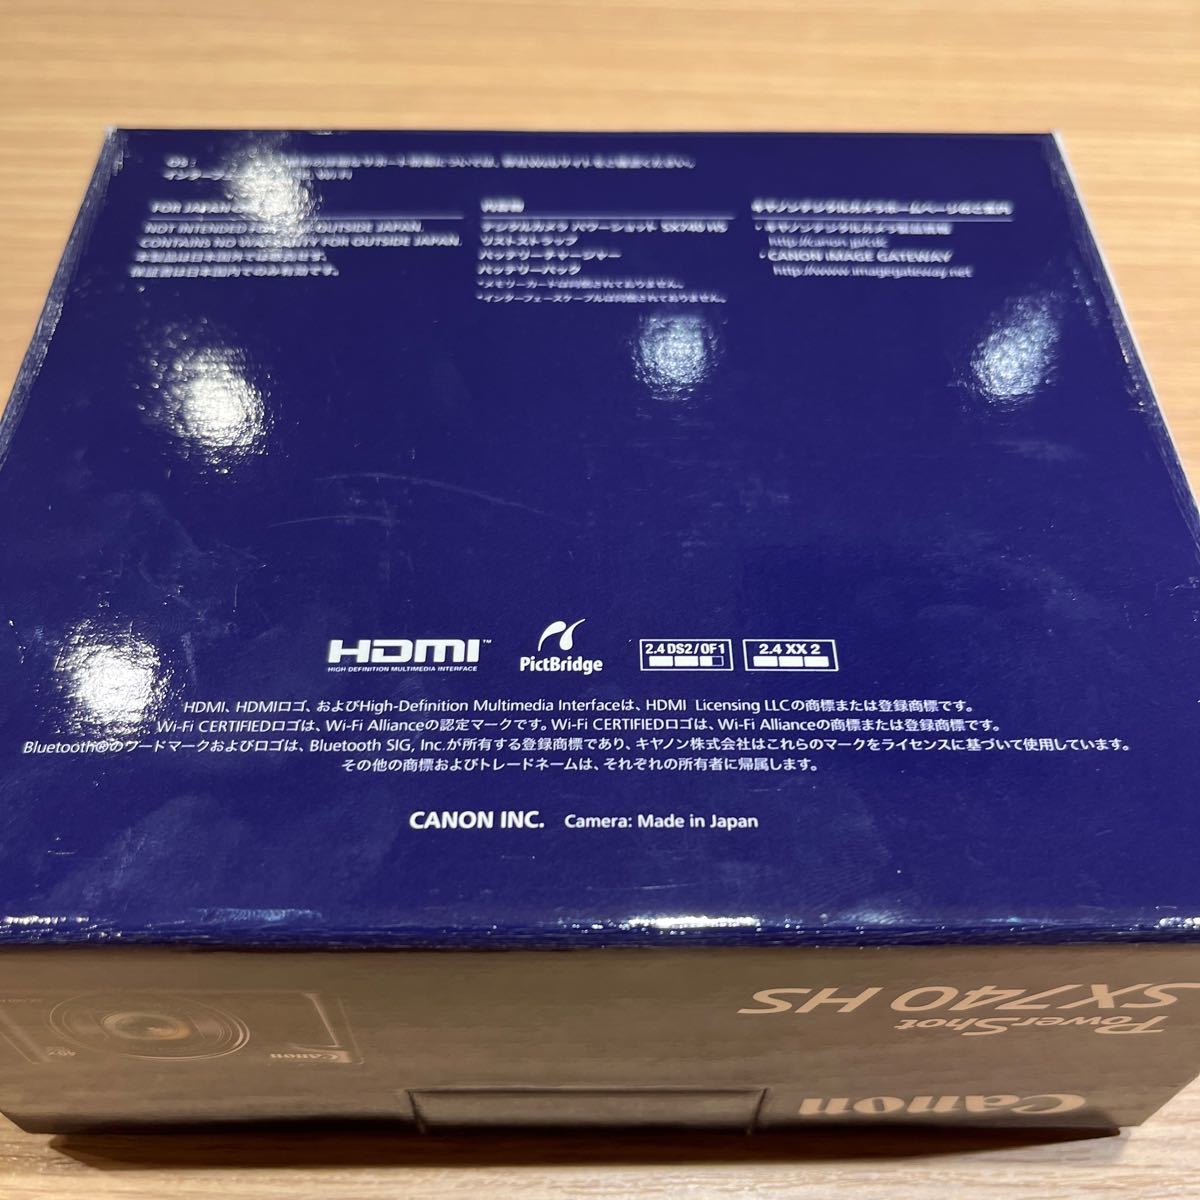 インターフェース Wi-Fi
FOR JAPAN
NOT INTENDED FOR OUTSIDE JAPAN.
CONTAINS NO WARRANTY FOR OUTSIDE JAPAN.
本製品は日本国外では販売せず、
保証書は日本国内でのみ有効です。
内容物
デジタルカメラ パワーショット SX740 HS
リストストラップ
バッテリーチャージャー
バッテリーパック
*メモリーカードは同梱されておりません。
*インターフェースケーブルは同梱されておりません。
キヤノンデジタルカメラホームページのご案内
・キヤノンデジタルカメラ製品情報
http://canon.jp/cdc
・CANON iMAGE GATEWAY
http://www.imagegateway.net
HDMI™
HIGH DEFINITION MULTIMEDIA INTERFACE
PictBridge
2.4 DS2/OF1
2.4 XX 2
HDMI、HDMIロゴ、およびHigh-Definition Multimedia Interfaceは、HDMI Licensing LLCの商標または登録商標です。
Wi-Fi CERTIFIEDロゴは、Wi-Fi Allianceの認定マークです。Wi-Fi CERTIFIEDロゴは、Wi-Fi Allianceの商標または登録商標です。
Bluetooth®のワードマークおよびロゴは、Bluetooth SIG, Inc.が所有する登録商標であり、キヤノン株式会社はこれらのマークをライセンスに基づいて使用しています。
その他の商標およびトレードネームは、それぞれの所有者に帰属します。
CANON INC. Camera: Made in Japan
PowerShot
SX740 HS
Canon
Canon